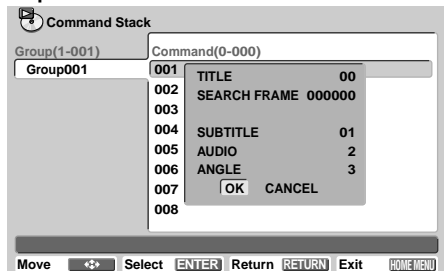 Command Stack
Group(1-001) Command(0-000)
Group001
001
002
003
004
005
006
007
008
TITLE 00
SEARCH FRAME 000000
SUBTITLE 01
AUDIO 2
ANGLE 3
OK CANCEL
Move Select ENTER Return RETURN Exit HOME MENU